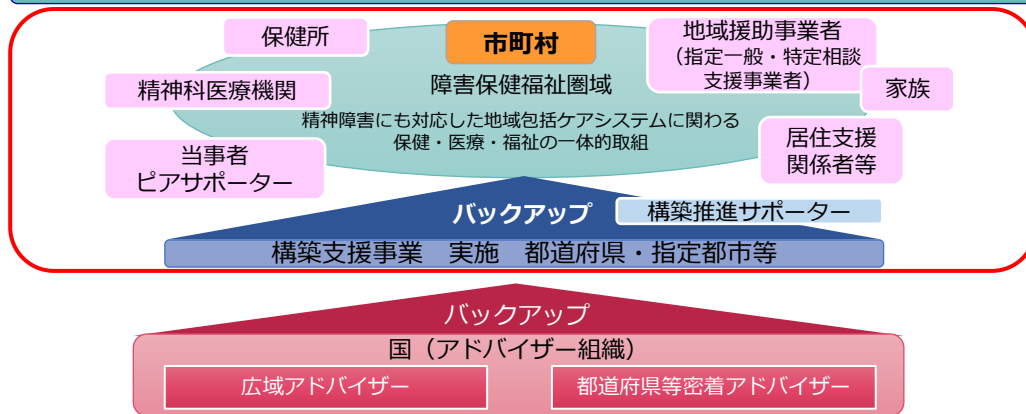 保健所
市町村
地域援助事業者
(指定一般・特定相談
支援事業者)
精神科医療機関
障害保健福祉圏域
家族
精神障害にも対応した地域包括ケアシステムに関わる
保健・医療・福祉の一体的取組
当事者
ピアサポーター
居住支援
関係者等
バックアップ
構築推進サポーター
構築支援事業　実施　都道府県・指定都市等
バックアップ
国（アドバイザー組織）
広域アドバイザー
都道府県等密着アドバイザー